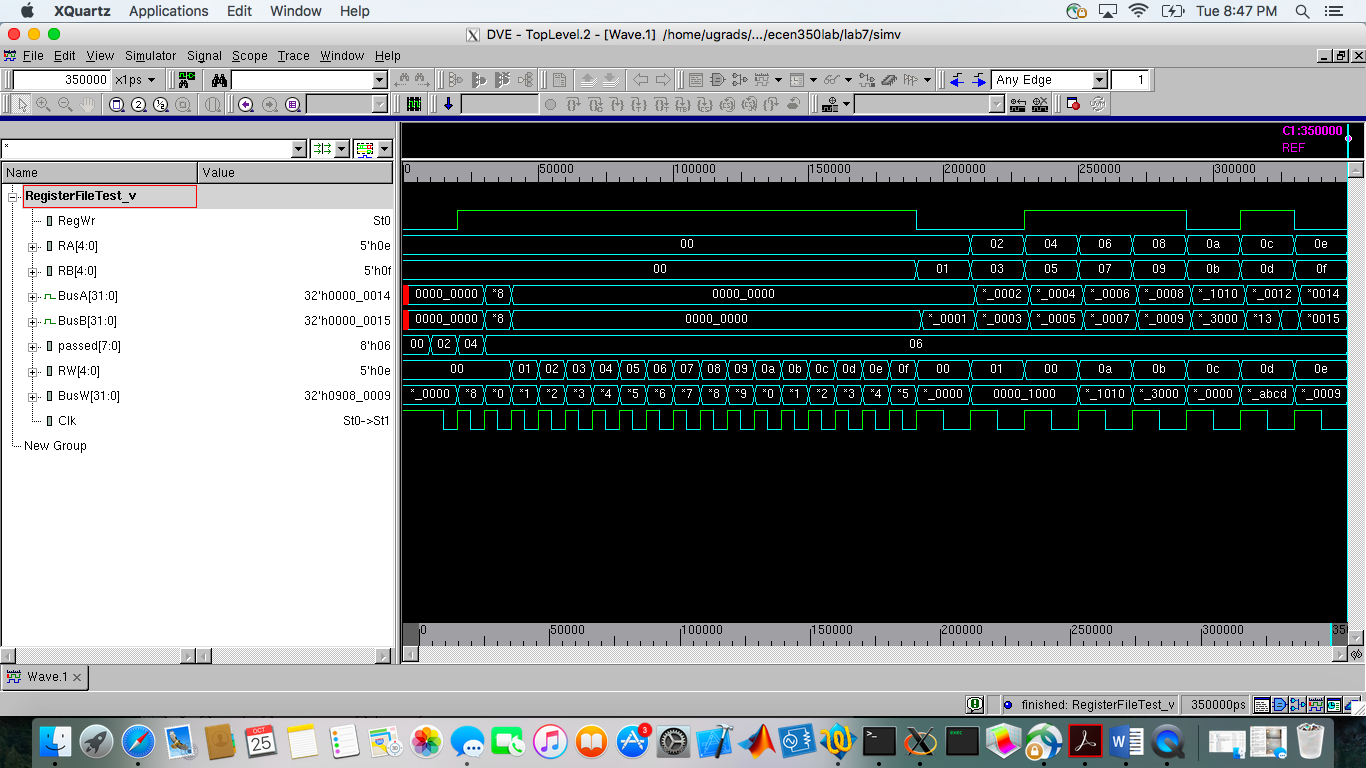 XQuartz Applications Edit Window Help Tue 8:47 PM
DVE - TopLevel.2 - [Wave.1] /home/ugrads/.../ecen350lab/lab7/simv
File Edit View Simulator Signal Scope Trace Window Help
350000 x1ps Any Edge 1
C1:350000
REF
*
Name Value
0 50000 100000 150000 200000 250000 300000
RegisterFileTest_v
RegWr St0
RA[4:0] 5'h0e 00 02 04 06 08 0a 0c 0e
RB[4:0] 5'h0f 00 01 03 05 07 09 0b 0d 0f
BusA[31:0] 32'h0000_0014 0000_0000 *8 0000_0000 *_0002 *_0004 *_0006 *_0008 *_1010 *_0012 *0014
BusB[31:0] 32'h0000_0015 0000_0000 *8 0000_0000 *_0001 *_0003 *_0005 *_0007 *_0009 *_3000 *13 *0015
passed[7:0] 8'h06 00 02 04 06
RW[4:0] 5'h0e 00 01 02 03 04 05 06 07 08 09 0a 0b 0c 0d 0e 0f 00 01 00 0a 0b 0c 0d 0e
BusW[31:0] 32'h0908_0009 *_0000 *8 *0 *1 *2 *3 *4 *5 *6 *7 *8 *9 *0 *1 *2 *3 *4 *5 *_0000 0000_1000 *_1010 *_3000 *_0000 *_abcd *_0009
Clk St0->St1
New Group
0 50000 100000 150000 200000 250000 300000 350
Wave.1
finished: RegisterFileTest_v 350000ps
OCT
25
3